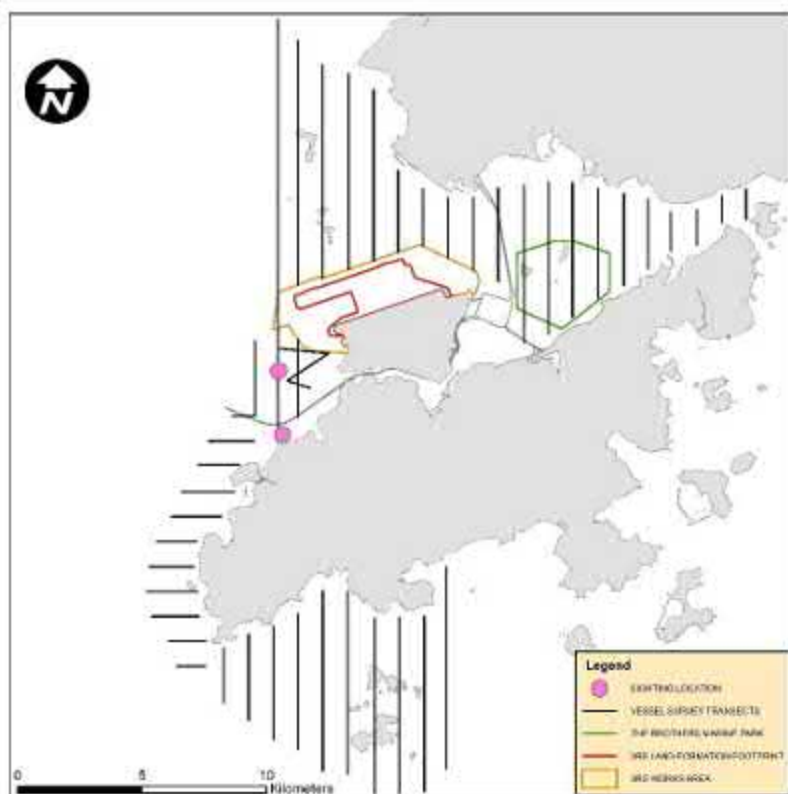 N
Legend
SIGHTING LOCATION
VESSEL SURVEY TRANSECTS
THE BROTHERS MARINE PARK
3RS LAND-FORMATION FOOTPRINT
3RS WORKS AREA
0 5 10
Kilometers